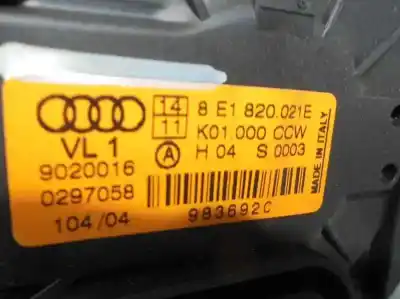 14 8 E1 820.021E
11 K01 000 CCW
VL 1 A H 04 S 0003
9020016
0297058
104/04
983692C
MADE IN ITALY